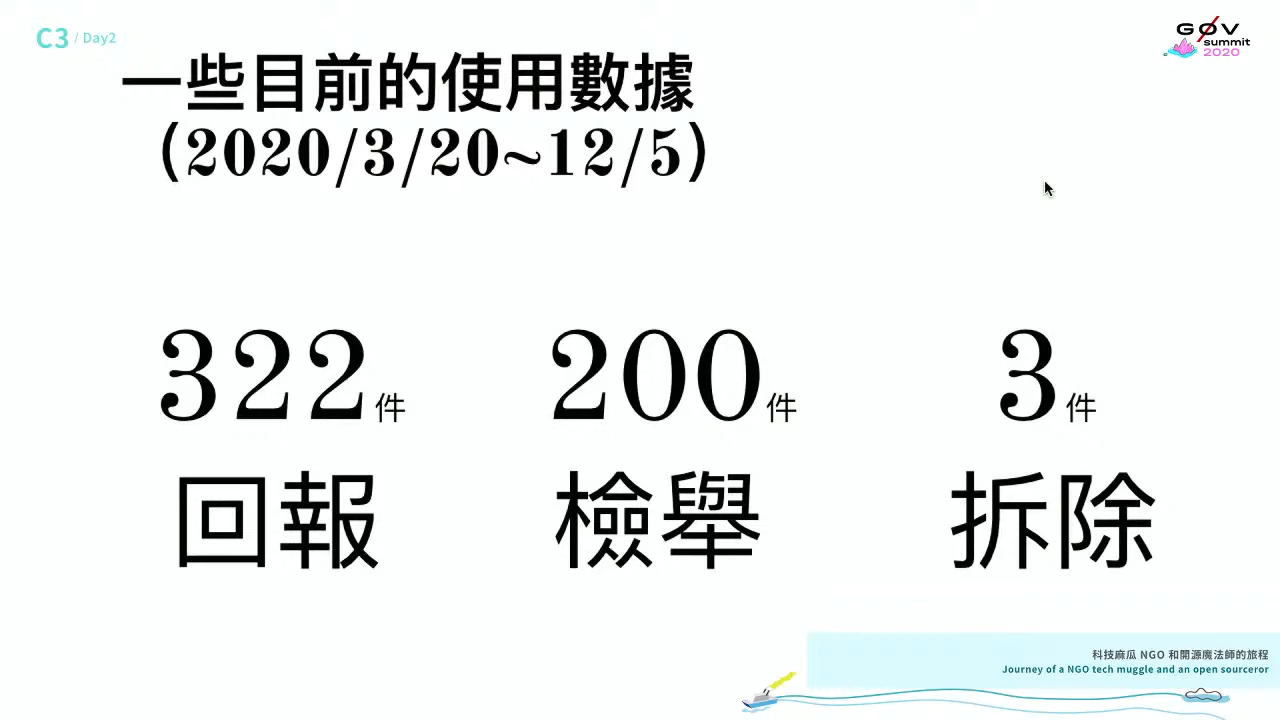 C3 / Day2
GØV
summit
2020
一些目前的使用數據
(2020/3/20~12/5)
322件
200件
3件
回報
檢舉
拆除
科技麻瓜 NGO 和開源魔法師的旅程
Journey of a NGO tech muggle and an open sourceror